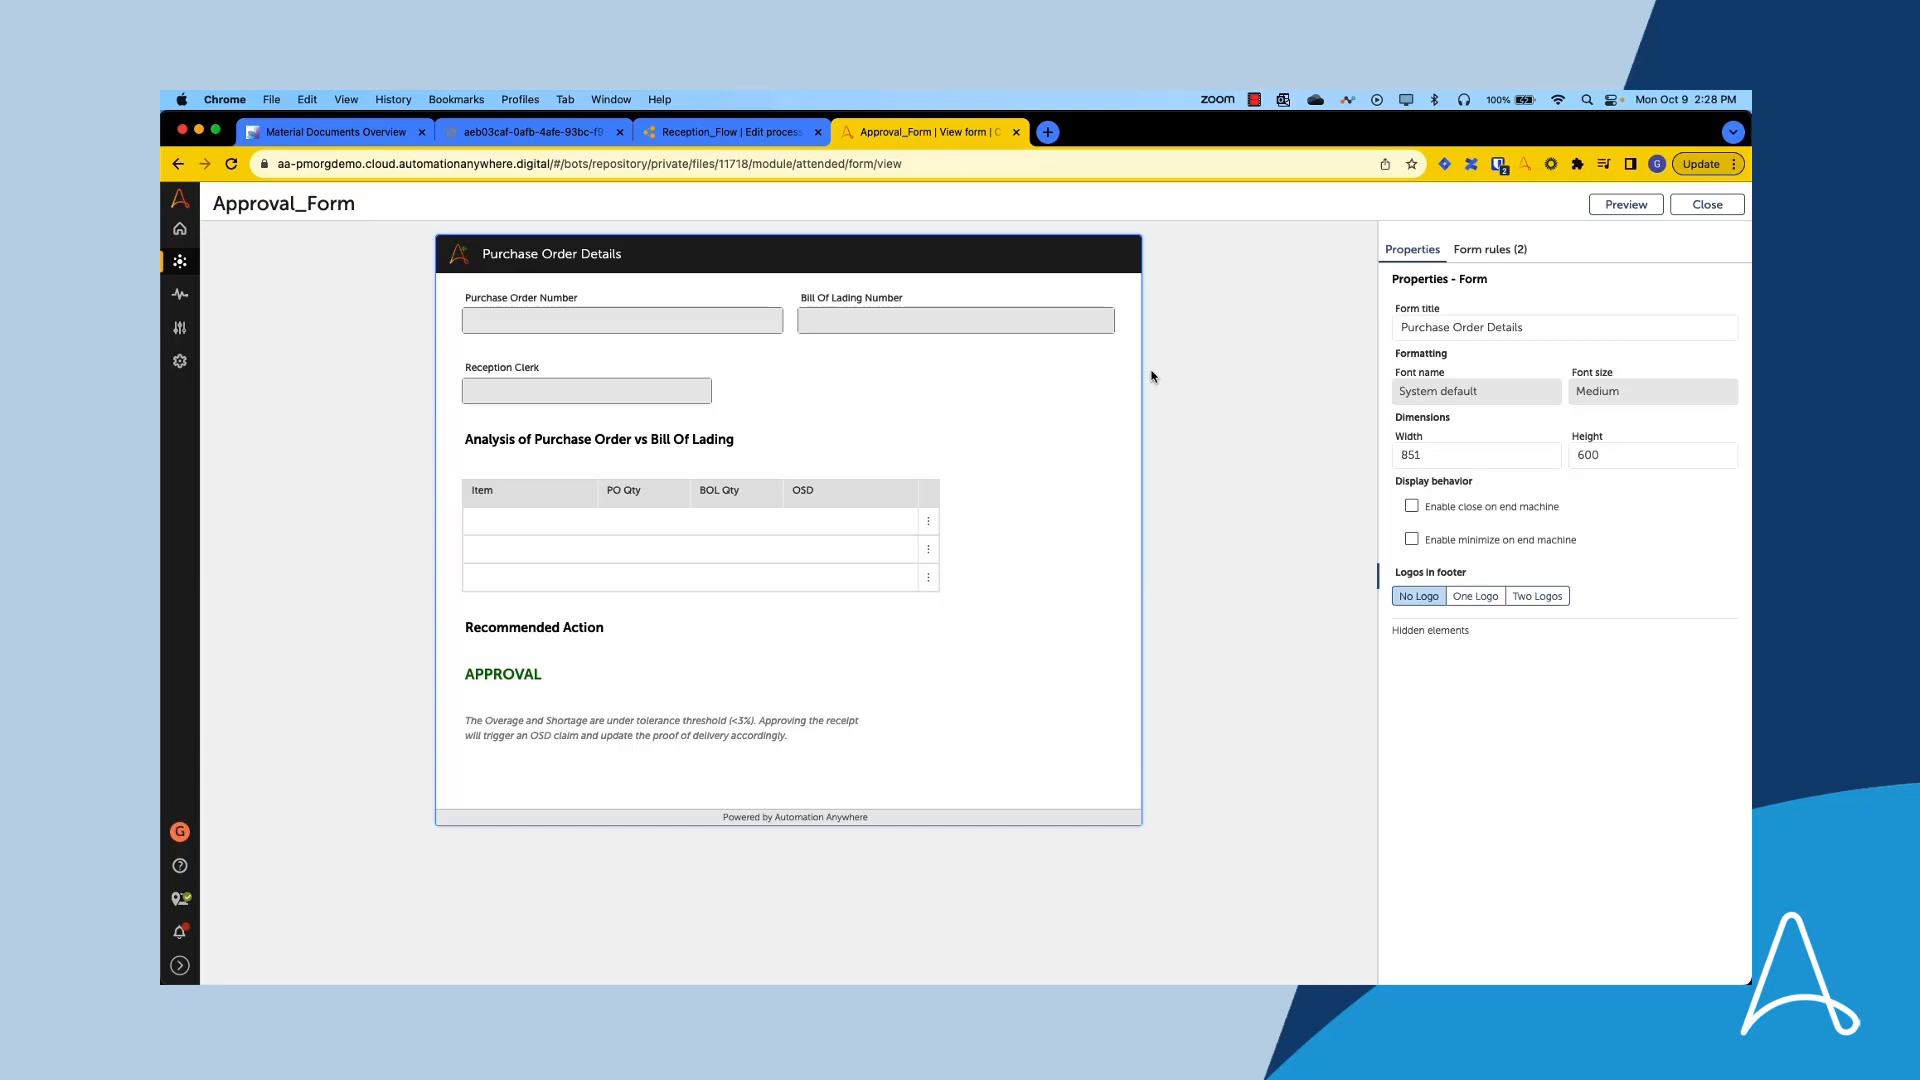 Chrome File Edit View History Bookmarks Profiles Tab Window Help
zoom 100% Mon Oct 9 2:28 PM
Material Documents Overview
aeb03caf-0afb-4afe-93bc-f9
Reception_Flow | Edit process
Approval_Form | View form | C
aa-pmorgdemo.cloud.automationanywhere.digital/#/bots/repository/private/files/11718/module/attended/form/view
2
G
Update
Approval_Form
Preview
Close
Purchase Order Details
Purchase Order Number
Bill Of Lading Number
Reception Clerk
Analysis of Purchase Order vs Bill Of Lading
Item PO Qty BOL Qty OSD
Recommended Action
APPROVAL
The Overage and Shortage are under tolerance threshold (<3%). Approving the receipt
will trigger an OSD claim and update the proof of delivery accordingly.
Powered by Automation Anywhere
Properties Form rules (2)
Properties - Form
Form title
Purchase Order Details
Formatting
Font name Font size
System default Medium
Dimensions
Width Height
851 600
Display behavior
Enable close on end machine
Enable minimize on end machine
Logos in footer
No Logo One Logo Two Logos
Hidden elements
G